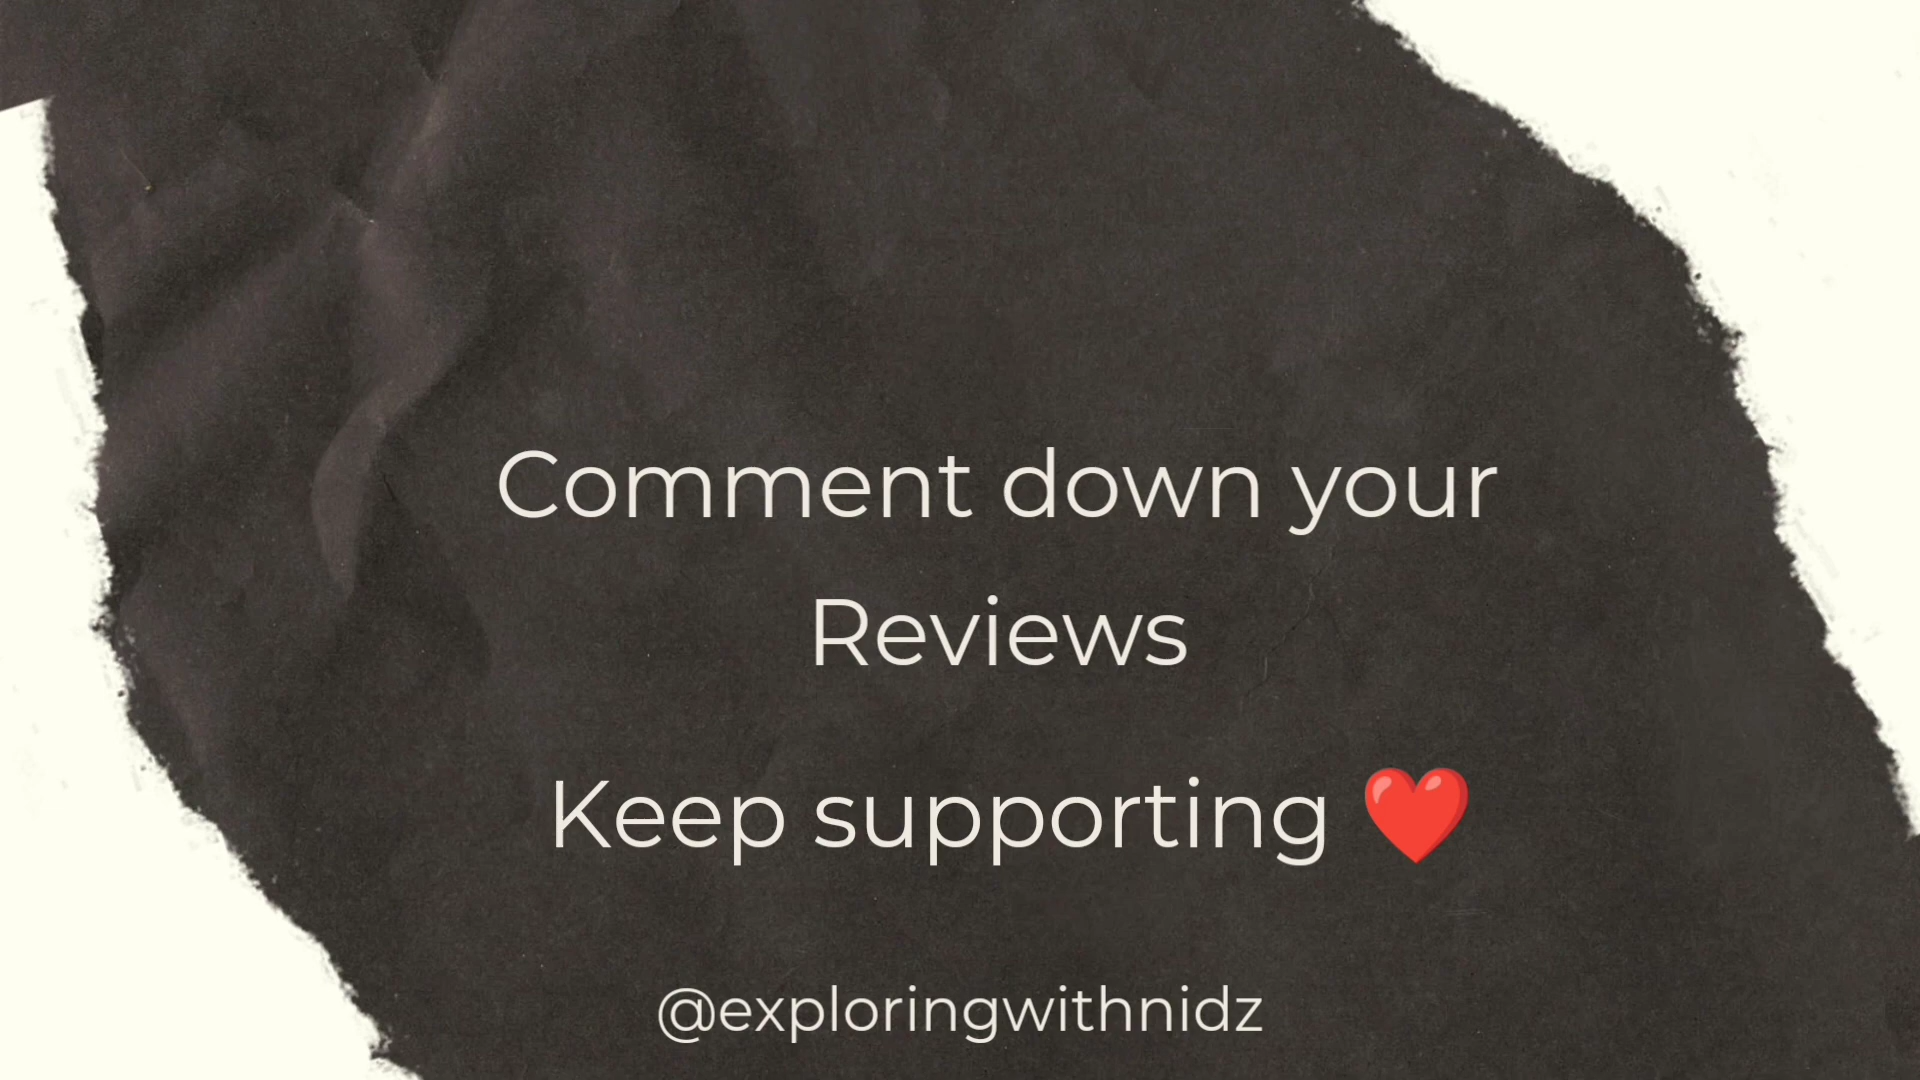 Comment down your
Reviews
Keep supporting ❤️
@exploringwithnidz